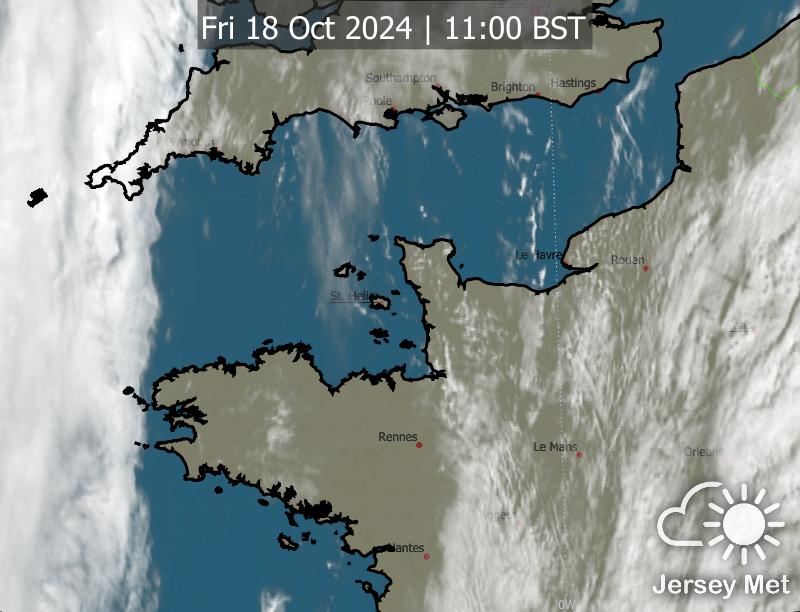 Fri 18 Oct 2024 | 11:00 BST
Southampton
Brighton
Hastings
Poole
Le Havre
Rouen
St. Helier
Rennes
Le Mans
Orleans
Nantes
Jersey Met
0W